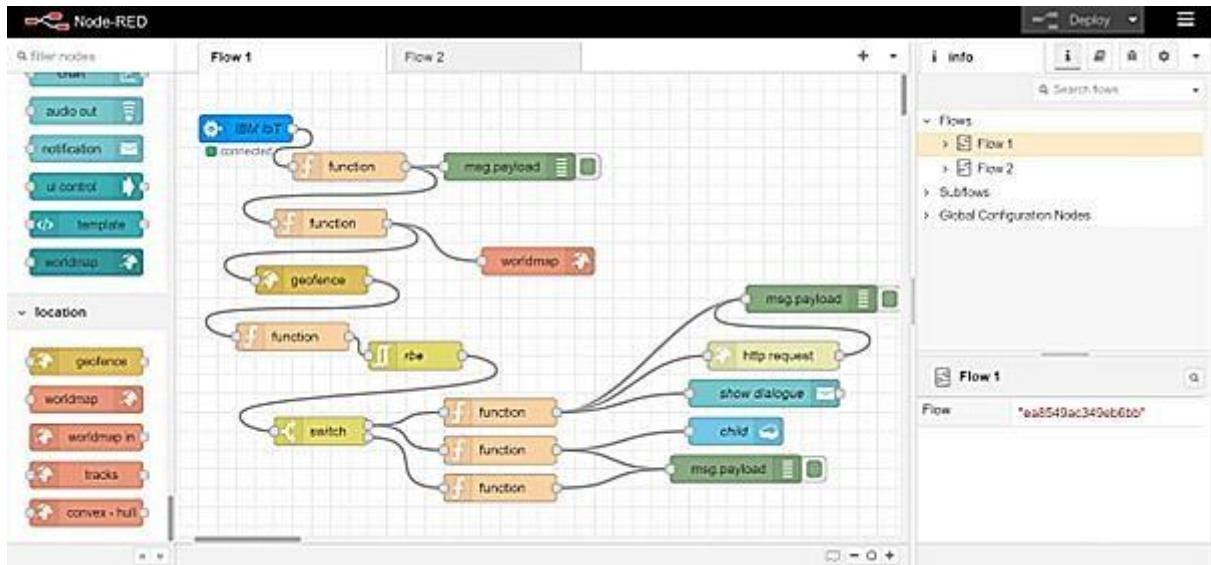 Node-RED
Deploy
filter nodes
Flow 1
Flow 2
info
i
Search flows
chart
audio out
notification
ui control
template
worldmap
location
geofence
worldmap
worldmap in
tracks
convex-hull
IBM IoT
connected
function
msg.payload
function
worldmap
geofence
function
rbe
msg.payload
http request
show dialogue
switch
function
function
function
child
msg.payload
Flows
Flow 1
Flow 2
Subflows
Global Configuration Nodes
Flow 1
Flow
"ea8549ac349eb6bb"